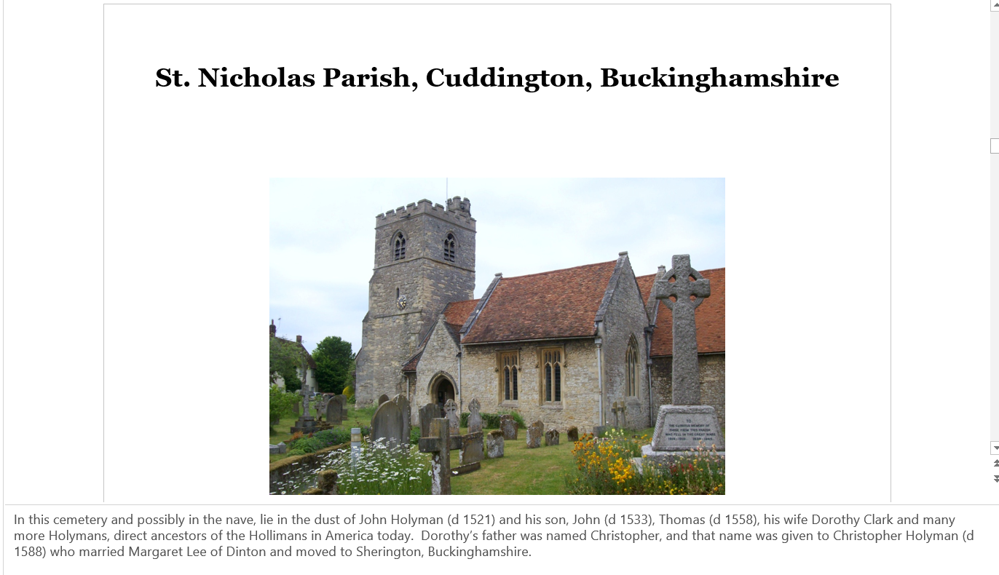 St. Nicholas Parish, Cuddington, Buckinghamshire
TO
THE GLORIOUS MEMORY OF
THOSE FROM THIS PARISH
WHO FELL IN THE GREAT WARS
1914-1918 1939-1945
In this cemetery and possibly in the nave, lie in the dust of John Holyman (d 1521) and his son, John (d 1533), Thomas (d 1558), his wife Dorothy Clark and many
more Holymans, direct ancestors of the Hollimans in America today.  Dorothy’s father was named Christopher, and that name was given to Christopher Holyman (d
1588) who married Margaret Lee of Dinton and moved to Sherington, Buckinghamshire.